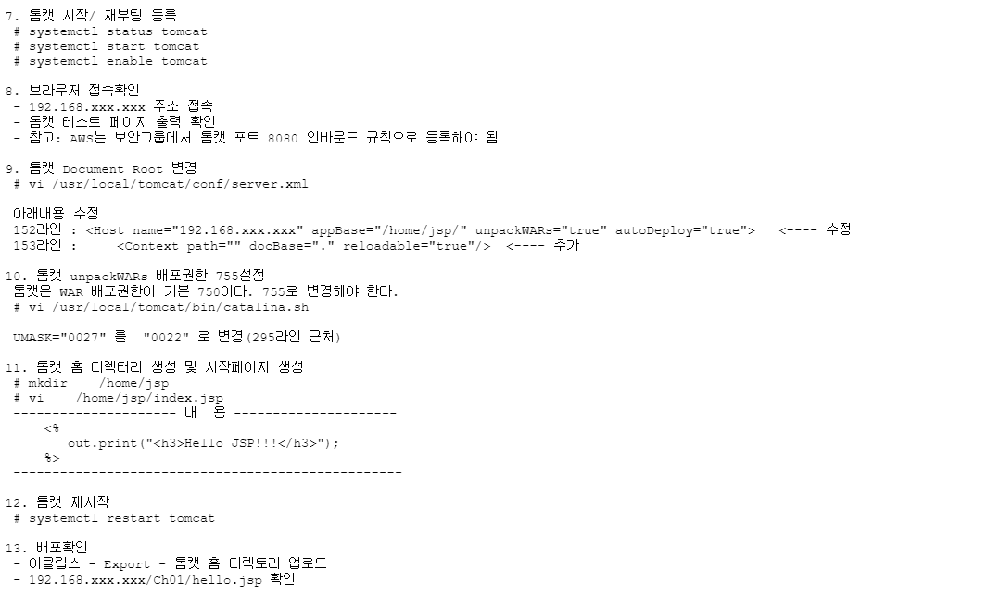 7. 톰캣 시작/ 재부팅 등록
# systemctl status tomcat
# systemctl start tomcat
# systemctl enable tomcat
8. 브라우저 접속확인
- 192.168.xxx.xxx 주소 접속
- 톰캣 테스트 페이지 출력 확인
- 참고: AWS는 보안그룹에서 톰캣 포트 8080 인바운드 규칙으로 등록해야 됨
9. 톰캣 Document Root 변경
# vi /usr/local/tomcat/conf/server.xml
아래내용 수정
152라인 : <Host name="192.168.xxx.xxx" appBase="/home/jsp/" unpackWARs="true" autoDeploy="true">   <---- 수정
153라인 :     <Context path="" docBase="." reloadable="true"/>  <---- 추가
10. 톰캣 unpackWARs 배포권한 755설정
톰캣은 WAR 배포권한이 기본 750이다. 755로 변경해야 한다.
# vi /usr/local/tomcat/bin/catalina.sh
UMASK="0027" 를  "0022" 로 변경(295라인 근처)
11. 톰캣 홈 디렉터리 생성 및 시작페이지 생성
# mkdir    /home/jsp
# vi    /home/jsp/index.jsp
--------------------- 내  용 ---------------------
<%
out.print("<h3>Hello JSP!!!</h3>");
%>
--------------------------------------------------
12. 톰캣 재시작
# systemctl restart tomcat
13. 배포확인
- 이클립스 - Export - 톰캣 홈 디렉토리 업로드
- 192.168.xxx.xxx/Ch01/hello.jsp 확인